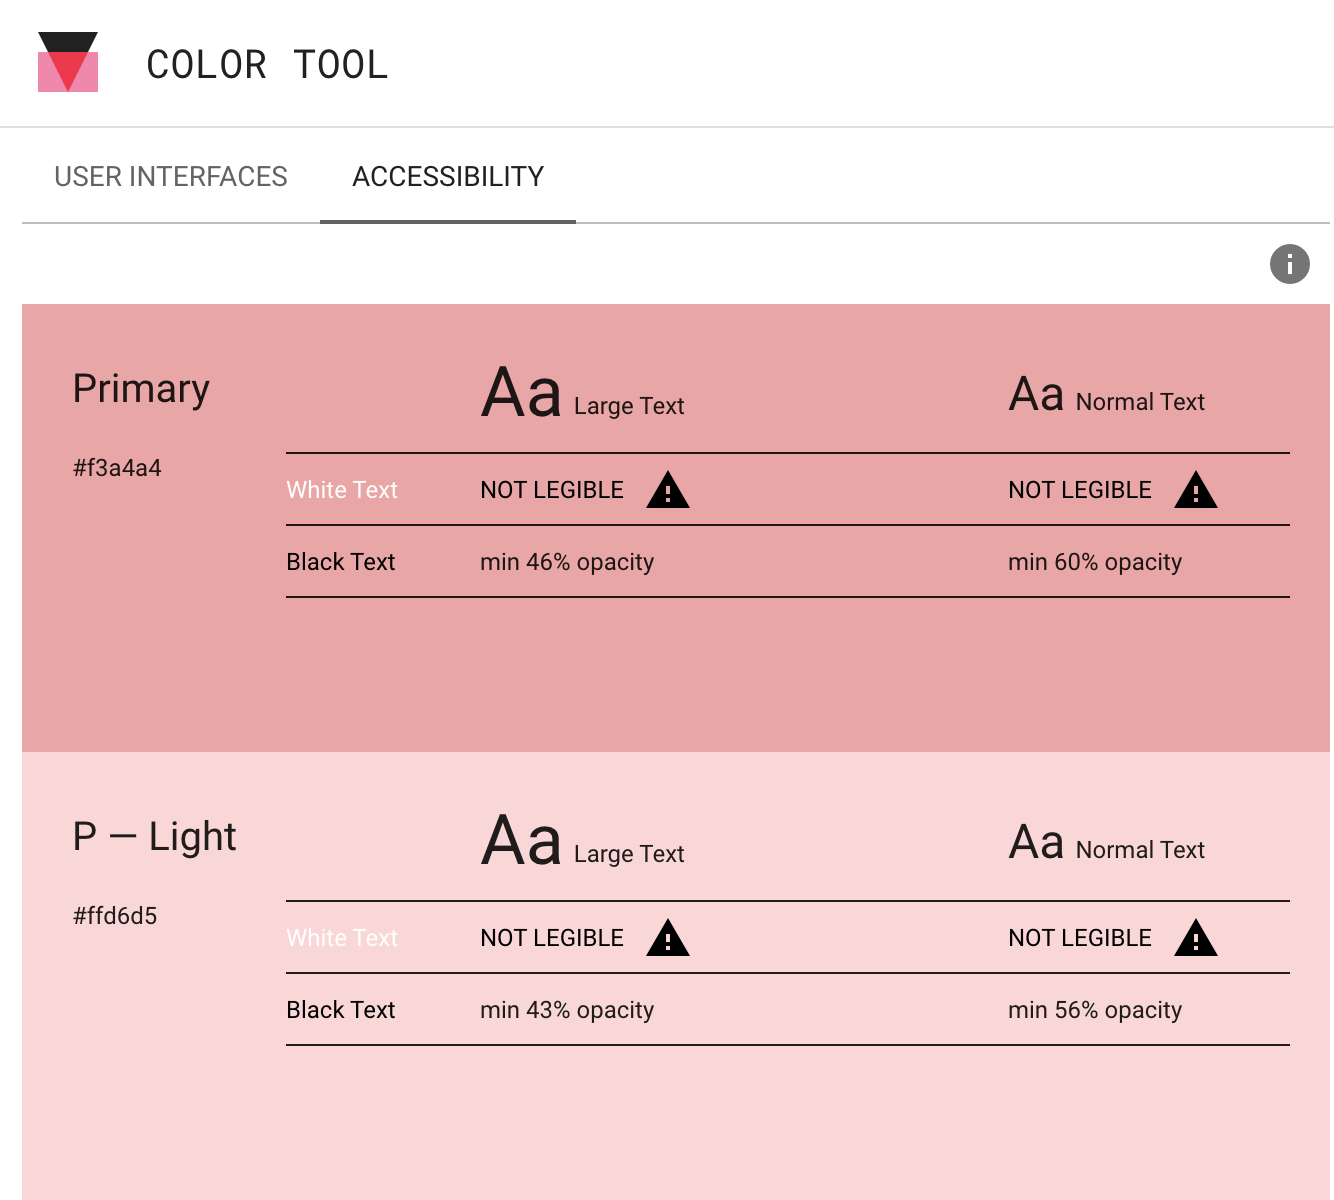 COLOR TOOL
USER INTERFACES ACCESSIBILITY
Primary Aa Large Text Aa Normal Text
#f3a4a4
White Text NOT LEGIBLE NOT LEGIBLE
Black Text min 46% opacity min 60% opacity
P — Light Aa Large Text Aa Normal Text
#ffd6d5
White Text NOT LEGIBLE NOT LEGIBLE
Black Text min 43% opacity min 56% opacity